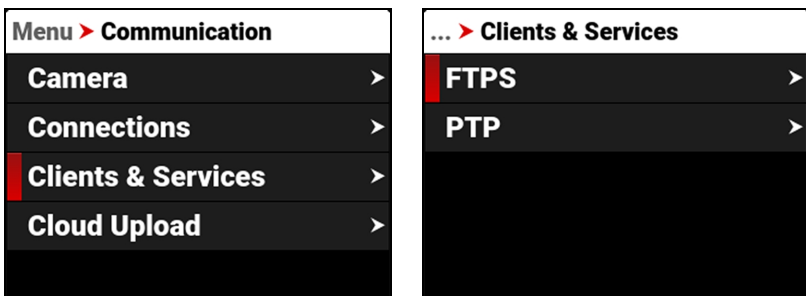 Menu > Communication
Camera
Connections
Clients & Services
Cloud Upload
... > Clients & Services
FTPS
PTP